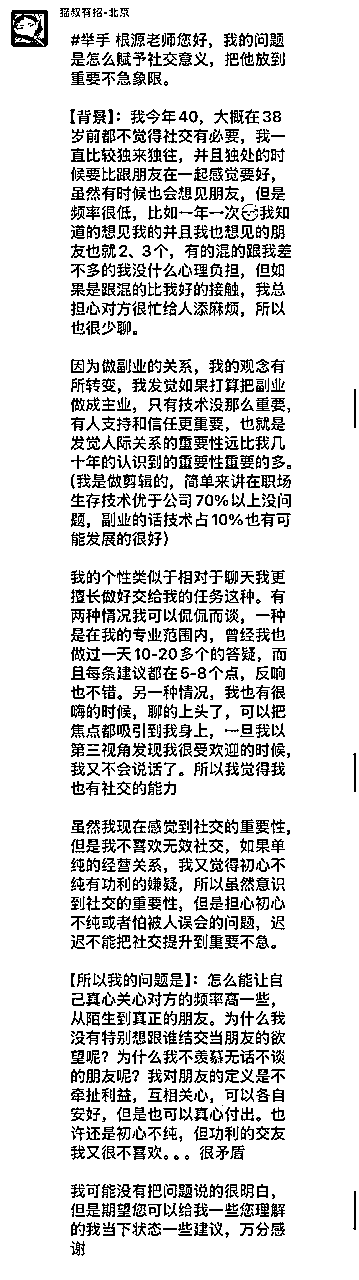 猛叔有招-北京
#举手 根源老师您好，我的问题
是怎么赋予社交意义，把他放到
重要不急象限。
【背景】：我今年40，大概在38
岁前都不觉得社交有必要，我一
直比较独来独往，并且独处的时
候要比跟朋友在一起感觉要好，
虽然有时候也会想见朋友，但是
频率很低，比如一年一次😳我知
道的想见我的并且我也想见的朋
友也就2、3个，有的混的跟我差
不多的我没什么心理负担，但如
果是跟混的比我好的接触，我总
担心对方很忙给人添麻烦，所以
也很少聊。
因为做副业的关系，我的观念有
所转变，我发觉如果打算把副业
做成主业，只有技术没那么重要，
有人支持和信任更重要，也就是
发觉人际关系的重要性远比我几
十年的认识到的重要性重要的多。
(我是做剪辑的，简单来讲在职场
生存技术优于公司70%以上没问
题，副业的话技术占10%也有可
能发展的很好)
我的个性类似于相对于聊天我更
擅长做好交给我的任务这种。有
两种情况我可以侃侃而谈，一种
是在我的专业范围内，曾经我也
做过一天10-20多个的答疑，而
且每条建议都在5-8个点，反响
也不错。另一种情况，我也有很
嗨的时候，聊的上头了，可以把
焦点都吸引到我身上，一旦我以
第三视角发现我很受欢迎的时候，
我又不会说话了。所以我觉得我
也有社交的能力
虽然我现在感觉到社交的重要性，
但是我不喜欢无效社交，如果单
纯的经营关系，我又觉得初心不
纯有功利的嫌疑，所以虽然意识
到社交的重要性，但是担心初心
不纯或者怕被人误会的问题，迟
迟不能把社交提升到重要不急。
【所以我的问题是】：怎么能让自
己真心关心对方的频率高一些，
从陌生到真正的朋友。为什么我
没有特别想跟谁结交当朋友的欲
望呢？为什么我不羡慕无话不谈
的朋友呢？我对朋友的定义是不
牵扯利益，互相关心，可以各自
安好，但是也可以真心付出。也
许还是初心不纯，但功利的交友
我又很不喜欢。。。很矛盾
我可能没有把问题说的很明白，
但是期望您可以给我一些您理解
的我当下状态一些建议，万分感
谢